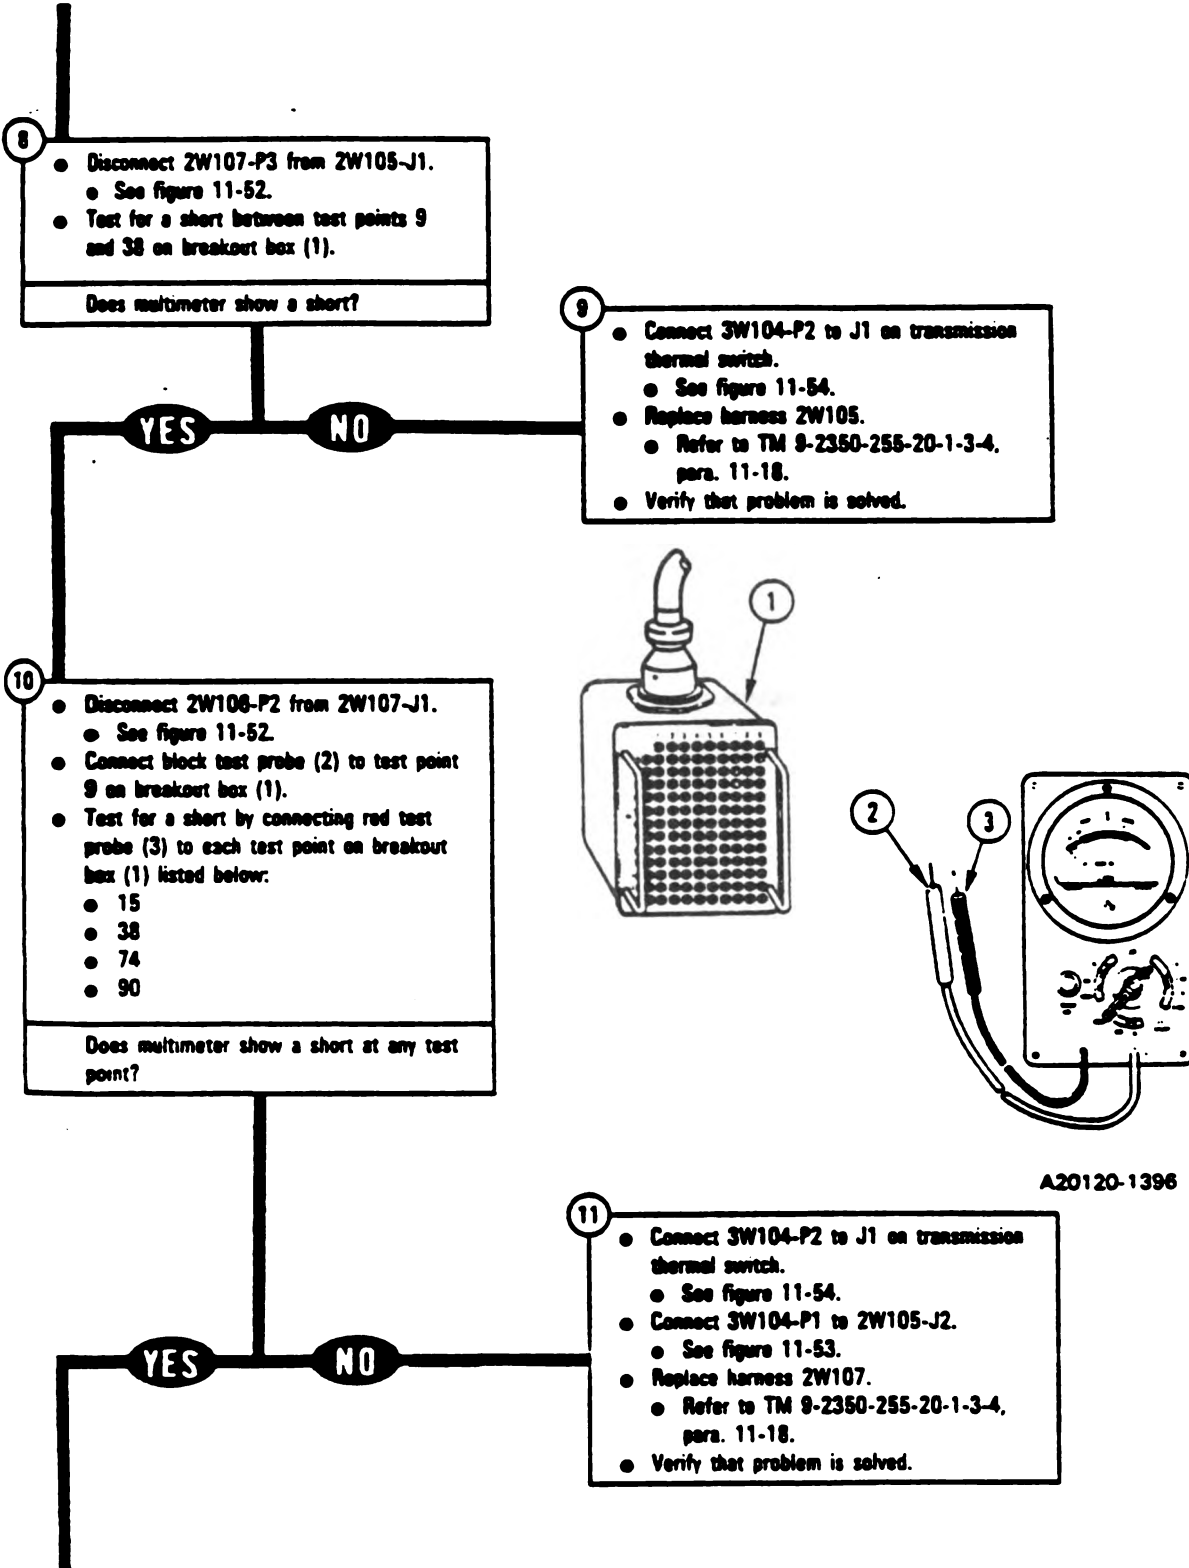 8
● Disconnect 2W107-P3 from 2W105-J1.
● See figure 11-52.
● Test for a short between test points 9
and 38 on breakout box (1).
Does multimeter show a short?
YES
NO
9
● Connect 3W104-P2 to J1 on transmission
thermal switch.
● See figure 11-54.
● Replace harness 2W105.
● Refer to TM 9-2350-255-20-1-3-4,
para. 11-18.
● Verify that problem is solved.
1
10
● Disconnect 2W106-P2 from 2W107-J1.
● See figure 11-52.
● Connect block test probe (2) to test point
9 on breakout box (1).
● Test for a short by connecting red test
probe (3) to each test point on breakout
box (1) listed below:
● 15
● 38
● 74
● 90
Does multimeter show a short at any test
point?
2
3
A20120-1396
YES
NO
11
● Connect 3W104-P2 to J1 on transmission
thermal switch.
● See figure 11-54.
● Connect 3W104-P1 to 2W105-J2.
● See figure 11-53.
● Replace harness 2W107.
● Refer to TM 9-2350-255-20-1-3-4,
para. 11-18.
● Verify that problem is solved.